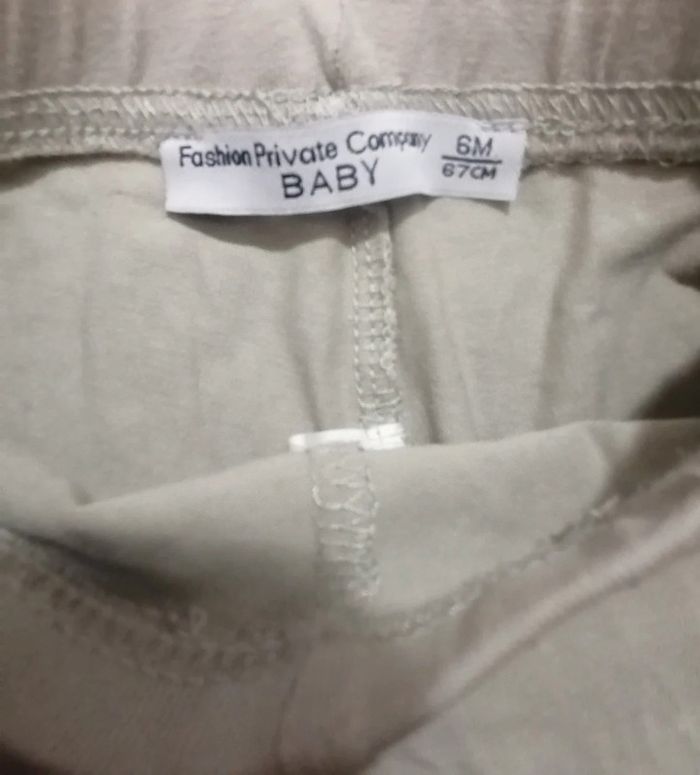 Fashion Private Company
BABY
6M
67CM